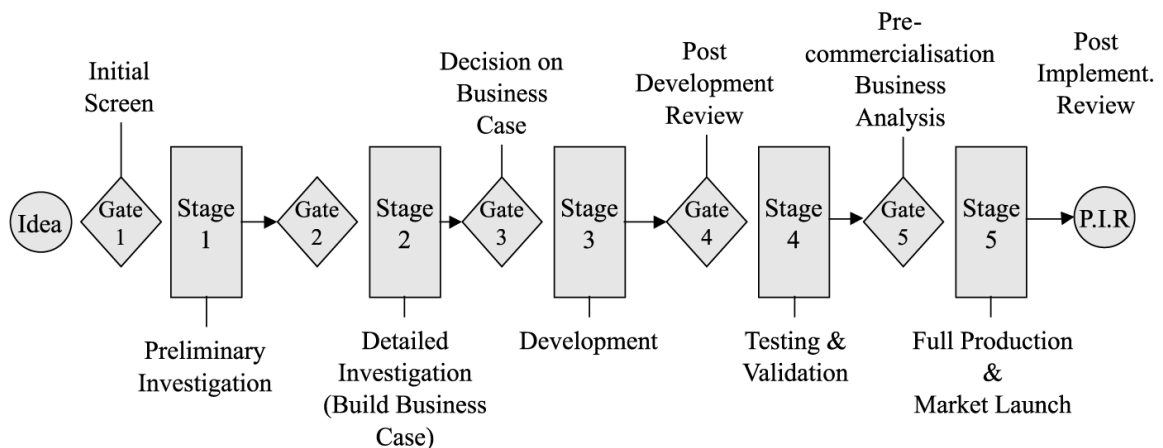 Initial
Screen
Decision on
Business
Case
Post
Development
Review
Pre-
commercialisation
Business
Analysis
Post
Implement.
Review
Idea
Gate
1
Stage
1
Gate
2
Stage
2
Gate
3
Stage
3
Gate
4
Stage
4
Gate
5
Stage
5
P.I.R
Preliminary
Investigation
Detailed
Investigation
(Build Business
Case)
Development
Testing &
Validation
Full Production
&
Market Launch